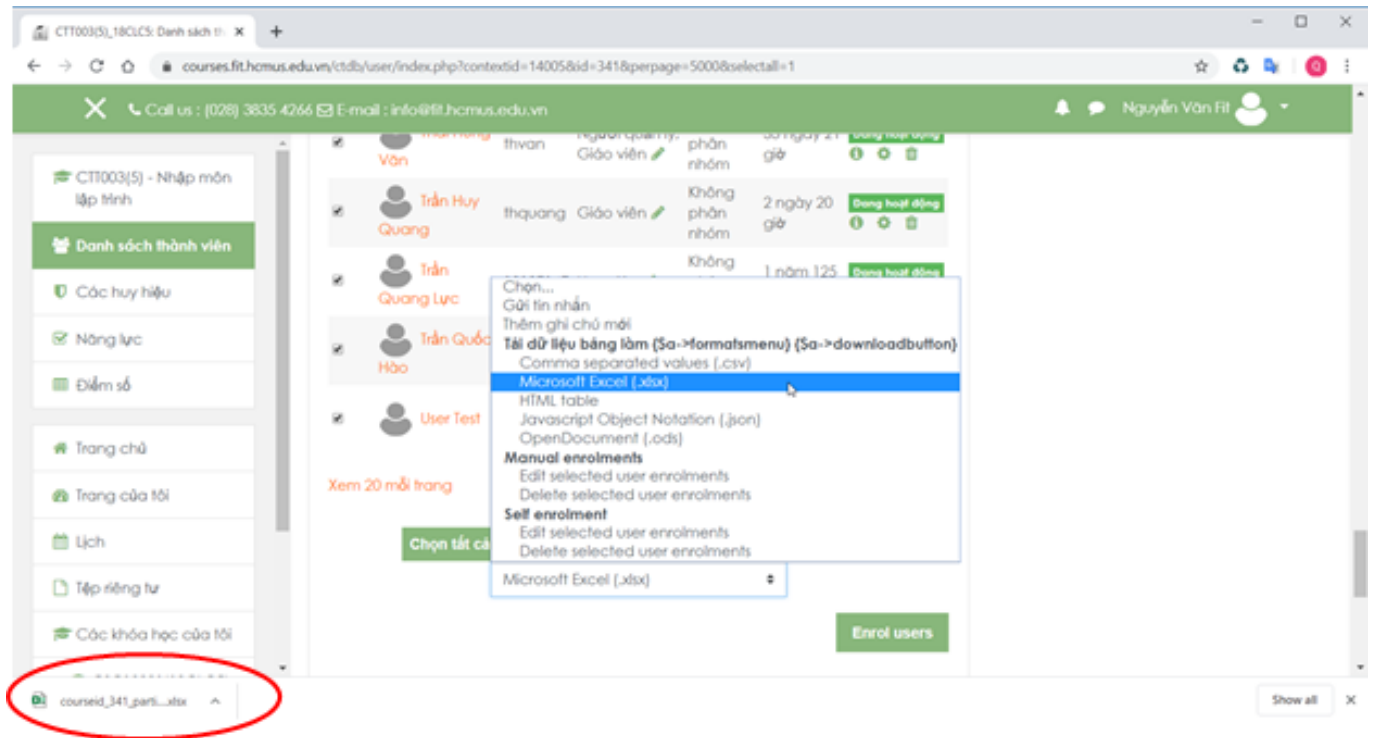 CTT003(5)_18CLC5: Danh sách th
courses.fit.hcmus.edu.vn/ctdb/user/index.php?contextid=14005&id=341&perpage=5000&selectall=1
Q
Call us : (028) 3835 4266 E-mail : info@fit.hcmus.edu.vn
Nguyễn Văn Fit
CTT003(5) - Nhập môn
lập trình
Danh sách thành viên
Các huy hiệu
Năng lực
Điểm số
Trang chủ
Trang của tôi
Lịch
Tệp riêng tư
Các khóa học của tôi
Vân
thvan
Giáo viên
phân
nhóm
giờ
Trần Huy
Quang
thquang
Giáo viên
Không
phân
nhóm
2 ngày 20
giờ
Đang hoạt động
Trần
Quang Lực
Không
1 năm 125
Đang hoạt động
Trần Quốc
Hào
User Test
Xem 20 mỗi trang
Chọn tất cả
Chọn...
Gửi tin nhắn
Thêm ghi chú mới
Tải dữ liệu bảng làm {$a->formatsmenu} {$a->downloadbutton}
Comma separated values (.csv)
Microsoft Excel (.xlsx)
HTML table
Javascript Object Notation (.json)
OpenDocument (.ods)
Manual enrolments
Edit selected user enrolments
Delete selected user enrolments
Self enrolment
Edit selected user enrolments
Delete selected user enrolments
Microsoft Excel (.xlsx)
Enrol users
courseid_341_parti....xlsx
Show all